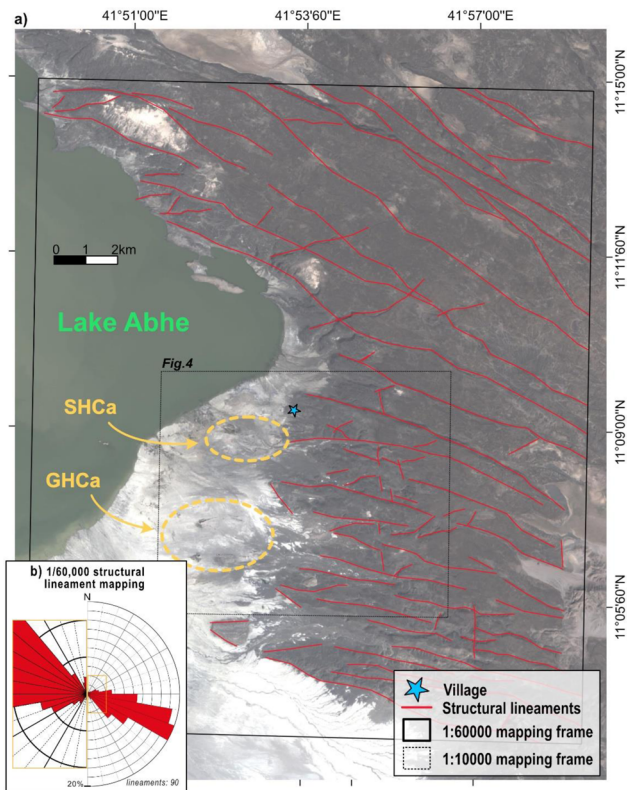 a)
41°51'00"E 41°53'60"E 41°57'00"E
11°15'00"N
11°11'60"N
0 1 2km
Lake Abhe
Fig.4
SHCa
11°09'00"N
GHCa
b) 1/60,000 structural
lineament mapping
N
11°05'60"N
Village
Structural lineaments
1:60000 mapping frame
1:10000 mapping frame
20%
lineaments: 90